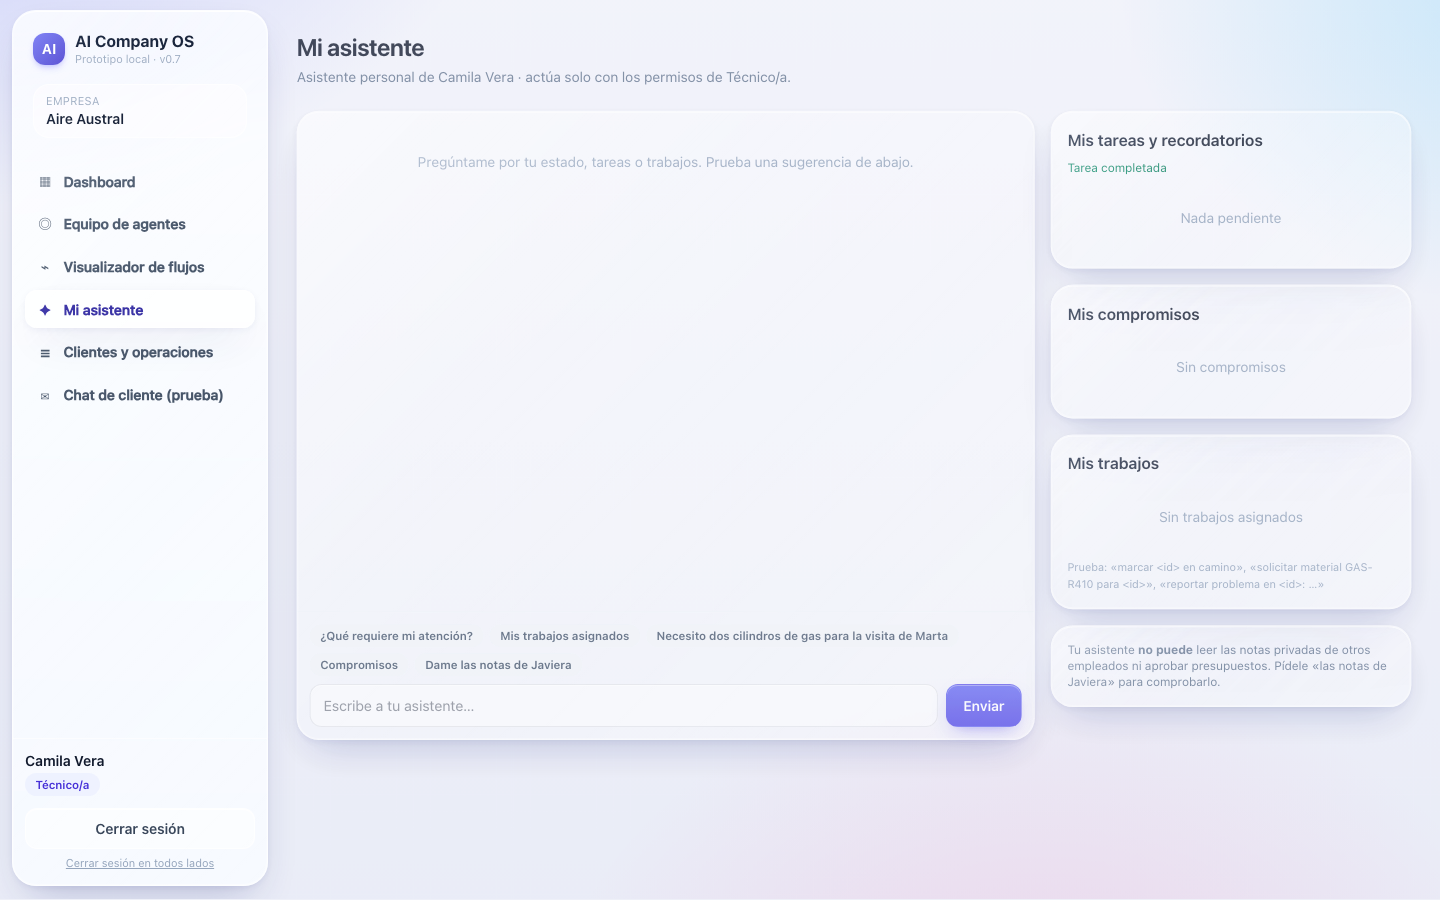 AI
AI Company OS
Prototipo local · v0.7
EMPRESA
Aire Austral
Dashboard
Equipo de agentes
Visualizador de flujos
Mi asistente
Clientes y operaciones
Chat de cliente (prueba)
Camila Vera
Técnico/a
Cerrar sesión
Cerrar sesión en todos lados
Mi asistente
Asistente personal de Camila Vera · actúa solo con los permisos de Técnico/a.
Pregúntame por tu estado, tareas o trabajos. Prueba una sugerencia de abajo.
¿Qué requiere mi atención?
Mis trabajos asignados
Necesito dos cilindros de gas para la visita de Marta
Compromisos
Dame las notas de Javiera
Escribe a tu asistente...
Enviar
Mis tareas y recordatorios
Tarea completada
Nada pendiente
Mis compromisos
Sin compromisos
Mis trabajos
Sin trabajos asignados
Prueba: «marcar <id> en camino», «solicitar material GAS-
R410 para <id>», «reportar problema en <id>: ...»
Tu asistente no puede leer las notas privadas de otros
empleados ni aprobar presupuestos. Pídele «las notas de
Javiera» para comprobarlo.